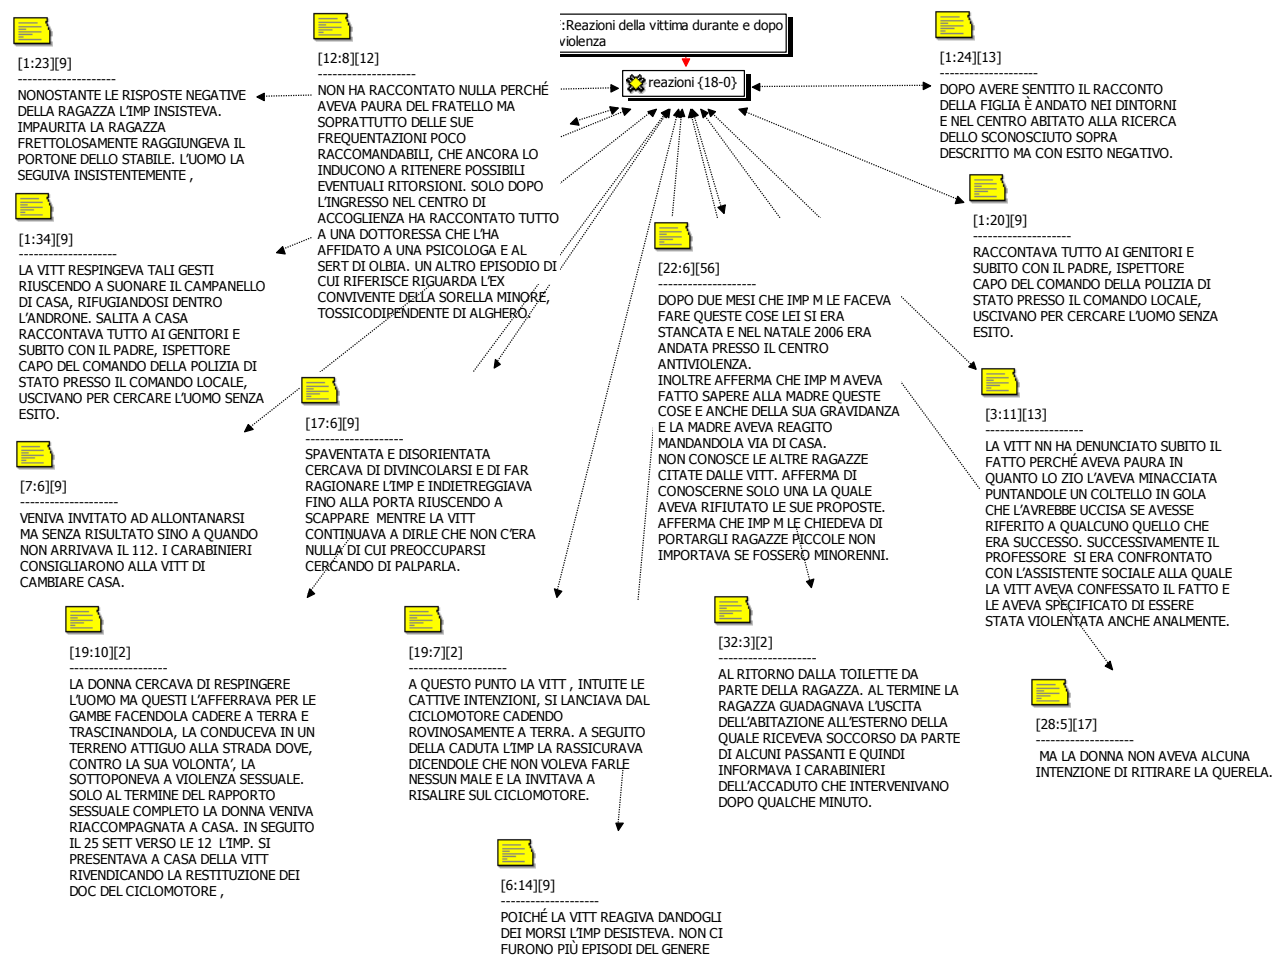 :Reazioni della vittima durante e dopo
violenza
reazioni {18-0}
[1:23][9]
--------------------
NONOSTANTE LE RISPOSTE NEGATIVE
DELLA RAGAZZA L'IMP INSISTEVA.
IMPAURITA LA RAGAZZA
FRETTOLOSAMENTE RAGGIUNGEVA IL
PORTONE DELLO STABILE. L'UOMO LA
SEGUIVA INSISTENTEMENTE ,
[12:8][12]
--------------------
NON HA RACCONTATO NULLA PERCHÉ
AVEVA PAURA DEL FRATELLO MA
SOPRATTUTTO DELLE SUE
FREQUENTAZIONI POCO
RACCOMANDABILI, CHE ANCORA LO
INDUCONO A RITENERE POSSIBILI
EVENTUALI RITORSIONI. SOLO DOPO
L'INGRESSO NEL CENTRO DI
ACCOGLIENZA HA RACCONTATO TUTTO
A UNA DOTTORESSA CHE L'HA
AFFIDATO A UNA PSICOLOGA E AL
SERT DI OLBIA. UN ALTRO EPISODIO DI
CUI RIFERISCE RIGUARDA L'EX
CONVIVENTE DELLA SORELLA MINORE,
TOSSICODIPENDENTE DI ALGHERO.
[1:24][13]
--------------------
DOPO AVERE SENTITO IL RACCONTO
DELLA FIGLIA È ANDATO NEI DINTORNI
E NEL CENTRO ABITATO ALLA RICERCA
DELLO SCONOSCIUTO SOPRA
DESCRITTO MA CON ESITO NEGATIVO.
[1:34][9]
--------------------
LA VITT RESPINGEVA TALI GESTI
RIUSCENDO A SUONARE IL CAMPANELLO
DI CASA, RIFUGIANDOSI DENTRO
L'ANDRONE. SALITA A CASA
RACCONTAVA TUTTO AI GENITORI E
SUBITO CON IL PADRE, ISPETTORE
CAPO DEL COMANDO DELLA POLIZIA DI
STATO PRESSO IL COMANDO LOCALE,
USCIVANO PER CERCARE L'UOMO SENZA
ESITO.
[22:6][56]
--------------------
DOPO DUE MESI CHE IMP M LE FACEVA
FARE QUESTE COSE LEI SI ERA
STANCATA E NEL NATALE 2006 ERA
ANDATA PRESSO IL CENTRO
ANTIVIOLENZA.
INOLTRE AFFERMA CHE IMP M AVEVA
FATTO SAPERE ALLA MADRE QUESTE
COSE E ANCHE DELLA SUA GRAVIDANZA
E LA MADRE AVEVA REAGITO
MANDANDOLA VIA DI CASA.
NON CONOSCE LE ALTRE RAGAZZE
CITATE DALLE VITT. AFFERMA DI
CONOSCERNE SOLO UNA LA QUALE
AVEVA RIFIUTATO LE SUE PROPOSTE.
AFFERMA CHE IMP M LE CHIEDEVA DI
PORTARGLI RAGAZZE PICCOLE NON
IMPORTAVA SE FOSSERO MINORENNI.
[1:20][9]
--------------------
RACCONTAVA TUTTO AI GENITORI E
SUBITO CON IL PADRE, ISPETTORE
CAPO DEL COMANDO DELLA POLIZIA DI
STATO PRESSO IL COMANDO LOCALE,
USCIVANO PER CERCARE L'UOMO SENZA
ESITO.
[7:6][9]
--------------------
VENIVA INVITATO AD ALLONTANARSI
MA SENZA RISULTATO SINO A QUANDO
NON ARRIVAVA IL 112. I CARABINIERI
CONSIGLIARONO ALLA VITT DI
CAMBIARE CASA.
[17:6][9]
--------------------
SPAVENTATA E DISORIENTATA
CERCAVA DI DIVINCOLARSI E DI FAR
RAGIONARE L'IMP E INDIETREGGIAVA
FINO ALLA PORTA RIUSCENDO A
SCAPPARE  MENTRE LA VITT
CONTINUAVA A DIRLE CHE NON C'ERA
NULLA DI CUI PREOCCUPARSI
CERCANDO DI PALPARLA.
[3:11][13]
--------------------
LA VITT NN HA DENUNCIATO SUBITO IL
FATTO PERCHÉ AVEVA PAURA IN
QUANTO LO ZIO L'AVEVA MINACCIATA
PUNTANDOLE UN COLTELLO IN GOLA
CHE L'AVREBBE UCCISA SE AVESSE
RIFERITO A QUALCUNO QUELLO CHE
ERA SUCCESSO. SUCCESSIVAMENTE IL
PROFESSORE  SI ERA CONFRONTATO
CON L'ASSISTENTE SOCIALE ALLA QUALE
LA VITT AVEVA CONFESSATO IL FATTO E
LE AVEVA SPECIFICATO DI ESSERE
STATA VIOLENTATA ANCHE ANALMENTE.
[19:10][2]
--------------------
LA DONNA CERCAVA DI RESPINGERE
L'UOMO MA QUESTI L'AFFERRAVA PER LE
GAMBE FACENDOLA CADERE A TERRA E
TRASCINANDOLA, LA CONDUCEVA IN UN
TERRENO ATTIGUO ALLA STRADA DOVE,
CONTRO LA SUA VOLONTA', LA
SOTTOPONEVA A VIOLENZA SESSUALE.
SOLO AL TERMINE DEL RAPPORTO
SESSUALE COMPLETO LA DONNA VENIVA
RIACCOMPAGNATA A CASA. IN SEGUITO
IL 25 SETT VERSO LE 12  L'IMP. SI
PRESENTAVA A CASA DELLA VITT
RIVENDICANDO LA RESTITUZIONE DEI
DOC DEL CICLOMOTORE ,
[19:7][2]
--------------------
A QUESTO PUNTO LA VITT , INTUITE LE
CATTIVE INTENZIONI, SI LANCIAVA DAL
CICLOMOTORE CADENDO
ROVINOSAMENTE A TERRA. A SEGUITO
DELLA CADUTA L'IMP LA RASSICURAVA
DICENDOLE CHE NON VOLEVA FARLE
NESSUN MALE E LA INVITAVA A
RISALIRE SUL CICLOMOTORE.
[32:3][2]
--------------------
AL RITORNO DALLA TOILETTE DA
PARTE DELLA RAGAZZA. AL TERMINE LA
RAGAZZA GUADAGNAVA L'USCITA
DELL'ABITAZIONE ALL'ESTERNO DELLA
QUALE RICEVEVA SOCCORSO DA PARTE
DI ALCUNI PASSANTI E QUINDI
INFORMAVA I CARABINIERI
DELL'ACCADUTO CHE INTERVENIVANO
DOPO QUALCHE MINUTO.
[28:5][17]
--------------------
MA LA DONNA NON AVEVA ALCUNA
INTENZIONE DI RITIRARE LA QUERELA.
[6:14][9]
--------------------
POICHÉ LA VITT REAGIVA DANDOGLI
DEI MORSI L'IMP DESISTEVA. NON CI
FURONO PIÙ EPISODI DEL GENERE